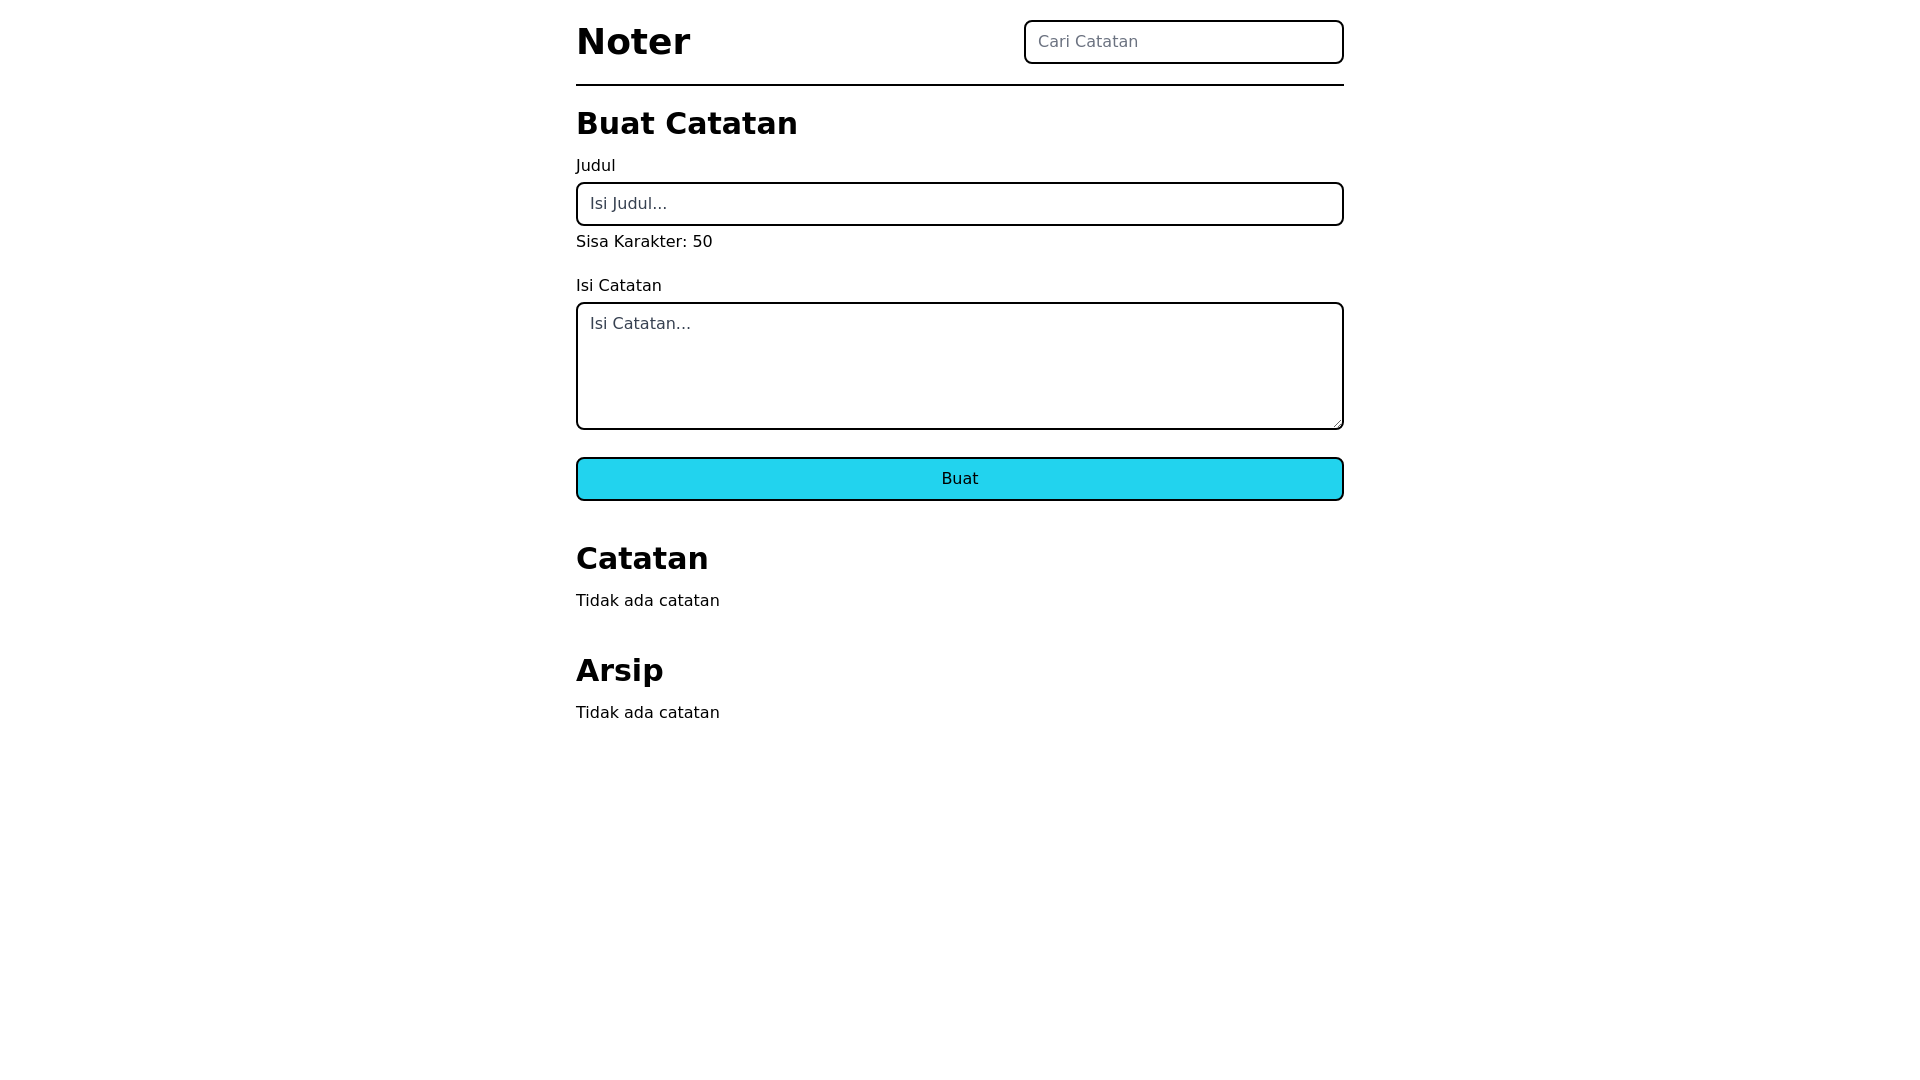 Noter
Cari Catatan
Buat Catatan
Judul
Isi Judul...
Sisa Karakter: 50
Isi Catatan
Isi Catatan...
Buat
Catatan
Tidak ada catatan
Arsip
Tidak ada catatan